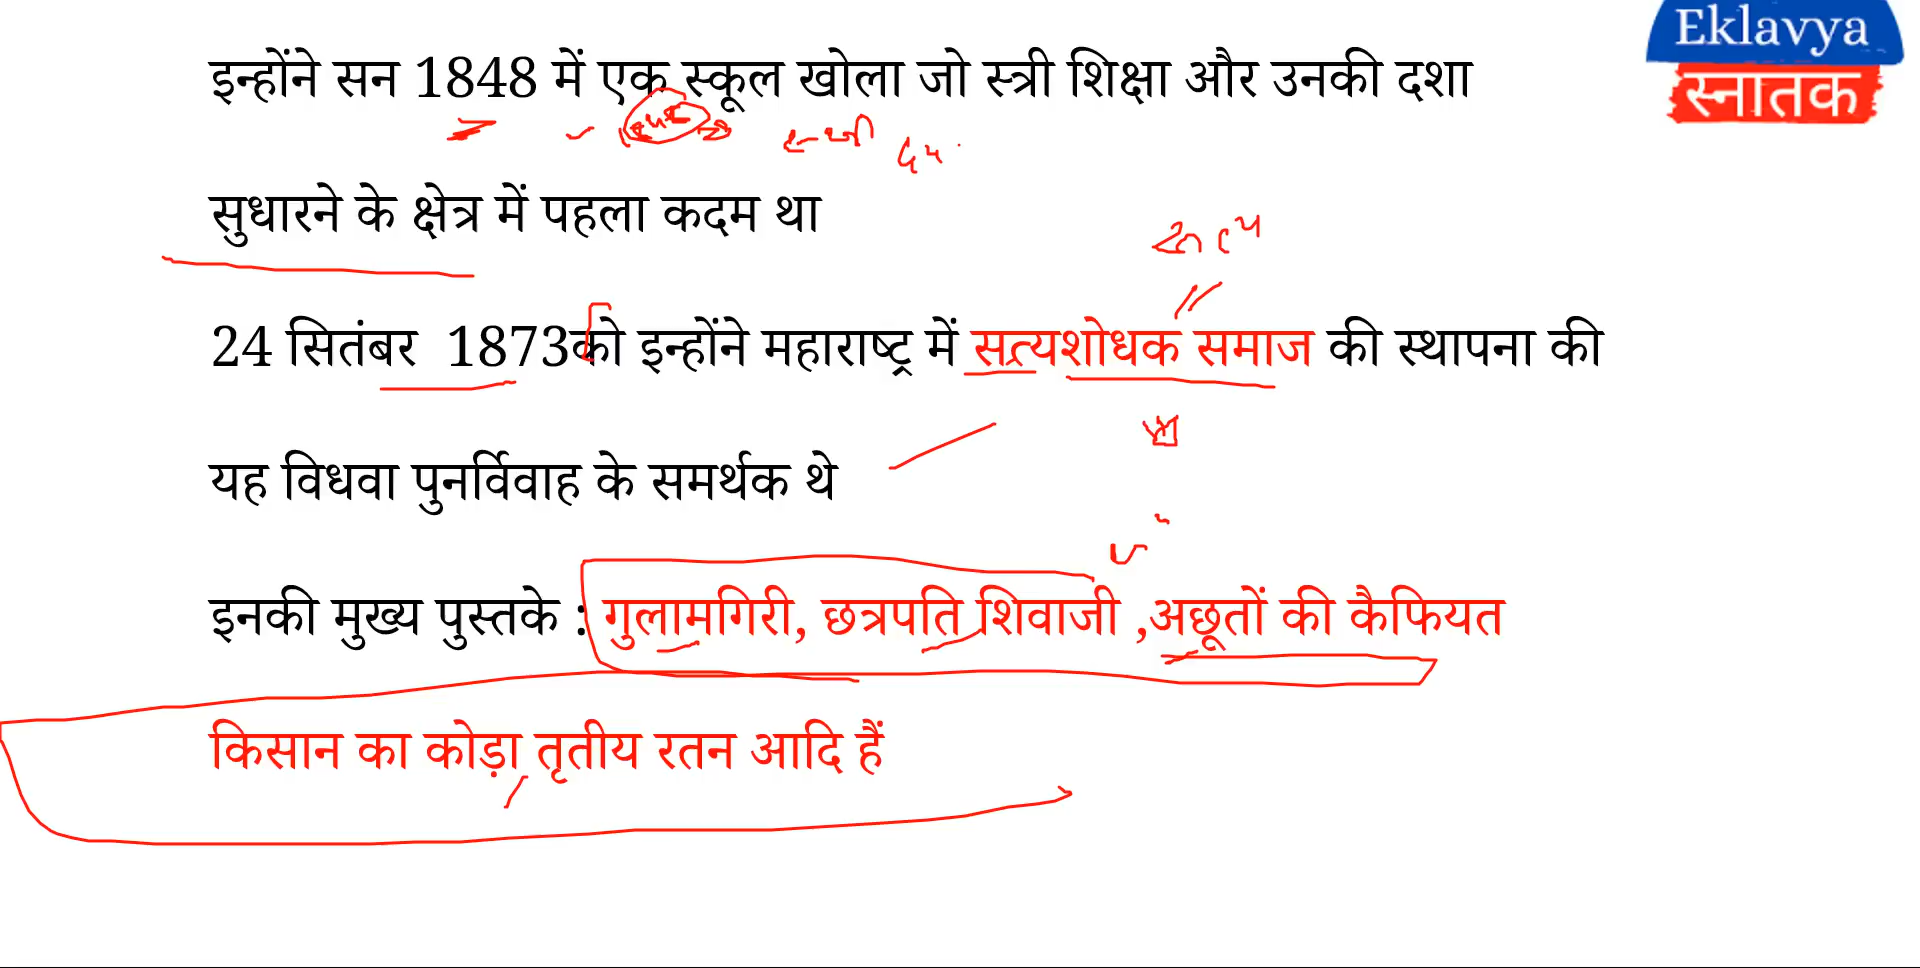 Eklavya
स्नातक
इन्होंने सन 1848 में एक स्कूल खोला जो स्त्री शिक्षा और उनकी दशा
सुधारने के क्षेत्र में पहला कदम था
24 सितंबर 1873को इन्होंने महाराष्ट्र में सत्यशोधक समाज की स्थापना की
यह विधवा पुनर्विवाह के समर्थक थे
इनकी मुख्य पुस्तके : गुलामगिरी, छत्रपति शिवाजी ,अछूतों की कैफियत
किसान का कोड़ा तृतीय रतन आदि हैं